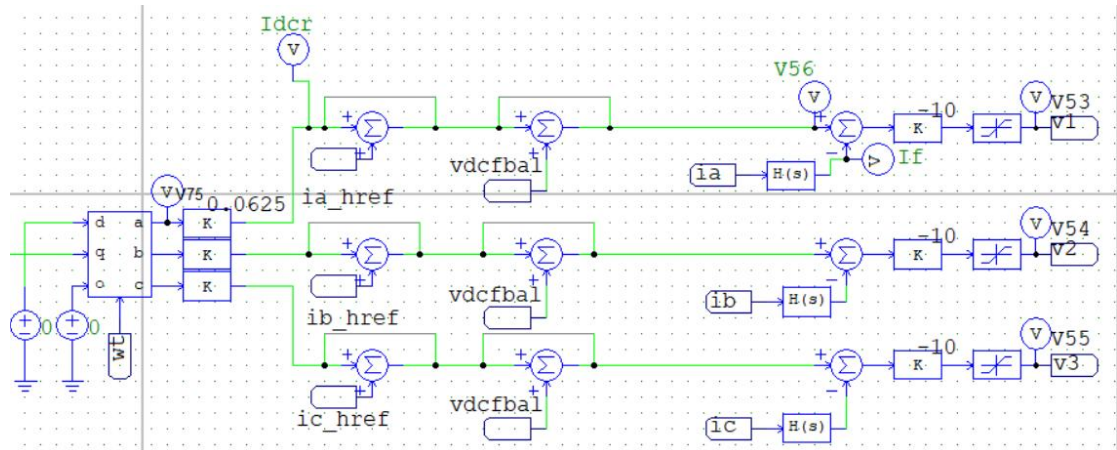 Idcr
V
V56
V
-10
V
V53
+ Σ
+ Σ
+ Σ
K
v1
+
+
-
V
If
ia
H(s)
ia_href
vdcfbal
V
V75
0.0625
d a
K
q b
K
o c
K
+ Σ
+ Σ
+ Σ
-10
K
V
V54
v2
+
+
-
ib
H(s)
ib_href
vdcfbal
0
0
wt
+ Σ
+ Σ
+ Σ
-10
K
V
V55
v3
+
+
-
ic
H(s)
ic_href
vdcfbal